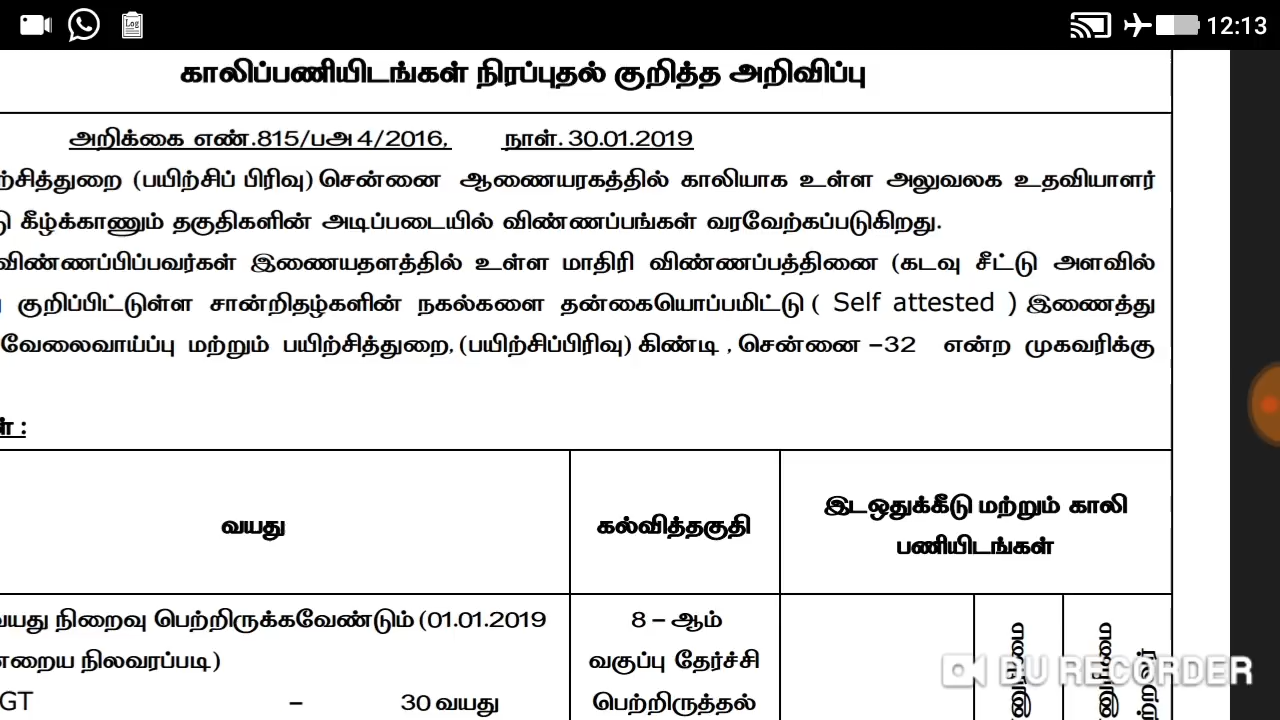 12:13
காலிப்பணியிடங்கள் நிரப்புதல் குறித்த அறிவிப்பு
அறிக்கை எண்.815/பஅ 4/2016, நாள். 30.01.2019
(பயிற்சிப் பிரிவு) சென்னை ஆணையரகத்தில் காலியாக உள்ள அலுவலக உதவியாளர்
கீழ்க்காணும் தகுதிகளின் அடிப்படையில் விண்ணப்பங்கள் வரவேற்கப்படுகிறது.
விண்ணப்பிப்பவர்கள் இணையதளத்தில் உள்ள மாதிரி விண்ணப்பத்தினை (கடவு சீட்டு அளவில்
குறிப்பிட்டுள்ள சான்றிதழ்களின் நகல்களை தன்கையொப்பமிட்டு ( Self attested ) இணைத்து
வேலைவாய்ப்பு மற்றும் பயிற்சித்துறை, (பயிற்சிப்பிரிவு) கிண்டி , சென்னை –32 என்ற முகவரிக்கு
வயது
கல்வித்தகுதி
இடஒதுக்கீடு மற்றும் காலி
பணியிடங்கள்
வயது நிறைவு பெற்றிருக்கவேண்டும் (01.01.2019
நிலவரப்படி)
GT – 30 வயது
8 – ஆம்
வகுப்பு தேர்ச்சி
பெற்றிருத்தல்
DU RECORDER